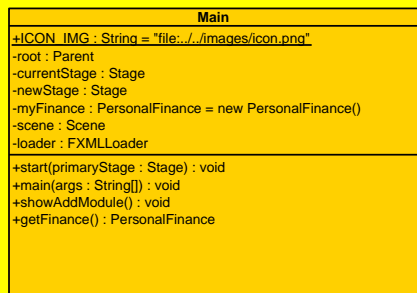 Main
+ICON_IMG : String = "file:../../images/icon.png"
-root : Parent
-currentStage : Stage
-newStage : Stage
-myFinance : PersonalFinance = new PersonalFinance()
-scene : Scene
-loader : FXMLLoader
+start(primaryStage : Stage) : void
+main(args : String[]) : void
+showAddModule() : void
+getFinance() : PersonalFinance